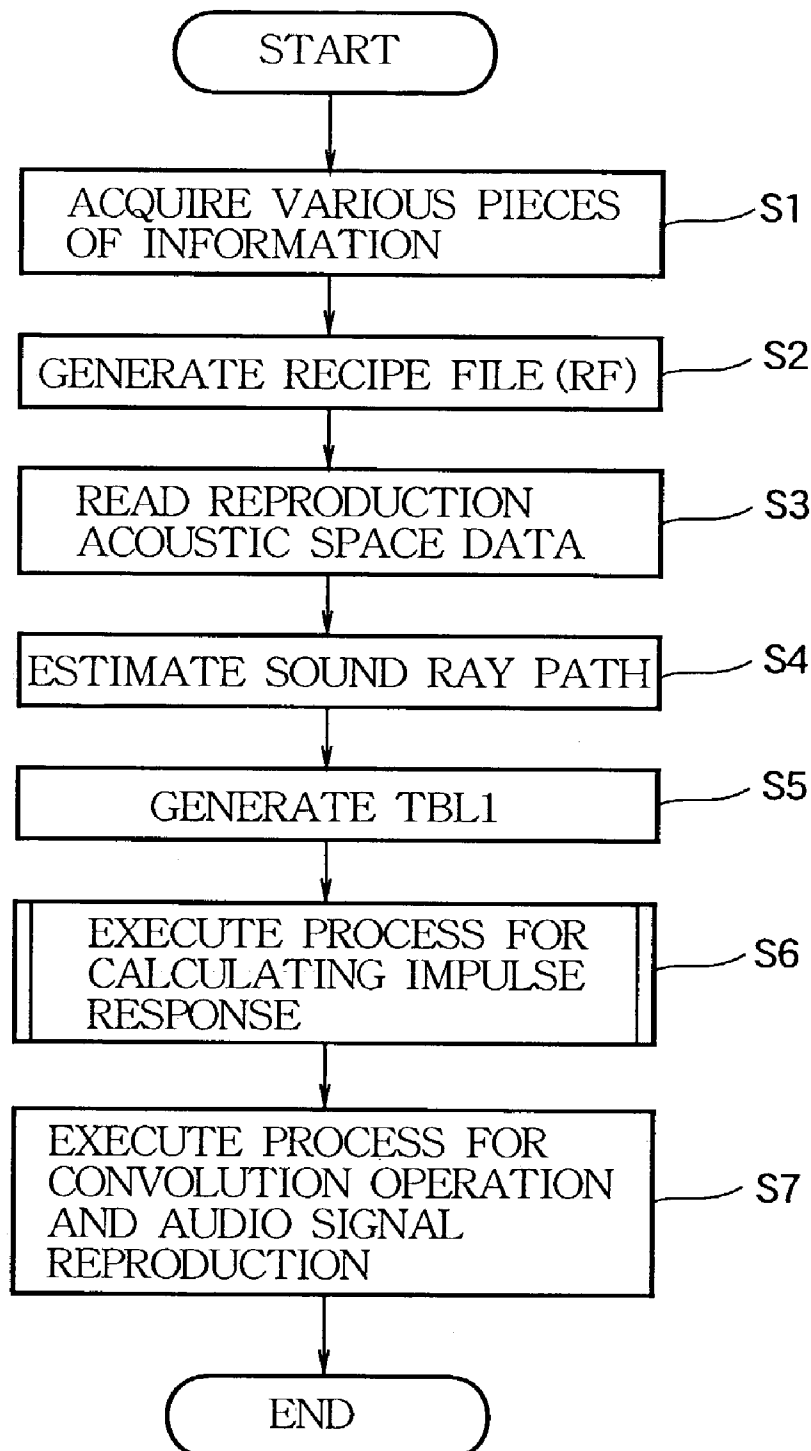 START
ACQUIRE VARIOUS PIECES
OF INFORMATION
S1
GENERATE RECIPE FILE (RF)
S2
READ REPRODUCTION
ACOUSTIC SPACE DATA
S3
ESTIMATE SOUND RAY PATH
S4
GENERATE TBL1
S5
EXECUTE PROCESS FOR
CALCULATING IMPULSE
RESPONSE
S6
EXECUTE PROCESS FOR
CONVOLUTION OPERATION
AND AUDIO SIGNAL
REPRODUCTION
S7
END